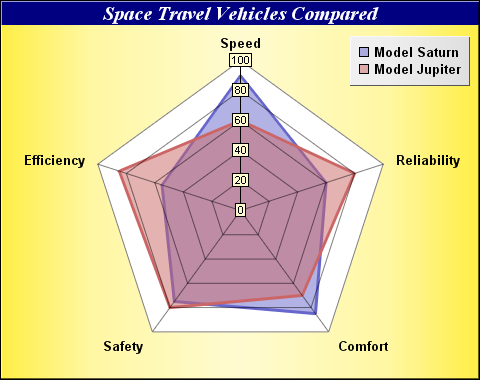 Space Travel Vehicles Compared
Speed
Model Saturn
Model Jupiter
100
80
60
40
20
0
Efficiency
Reliability
Safety
Comfort